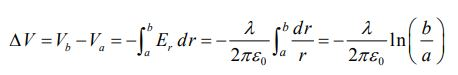 ΔV = V_b − V_a = −∫_a^b E_r dr = −λ/(2πε₀) ∫_a^b dr/r = −λ/(2πε₀) ln(b/a)